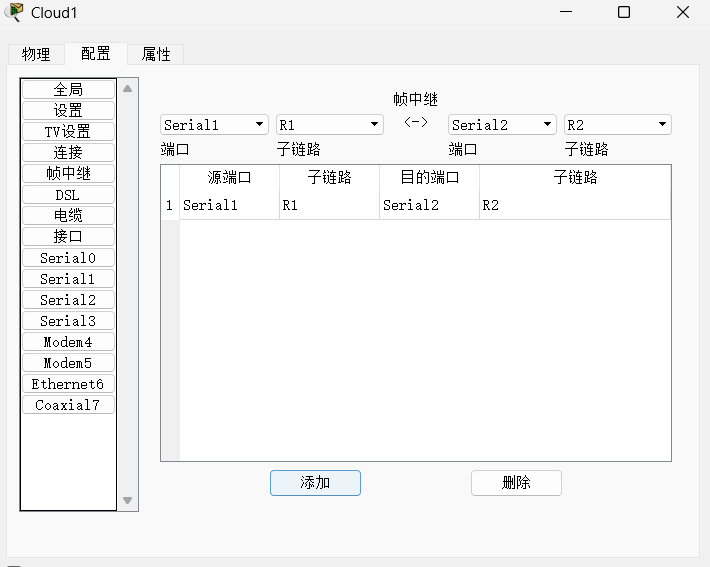 Cloud1
物理 配置 属性
全局
设置
TV设置
连接
帧中继
DSL
电缆
接口
Serial0
Serial1
Serial2
Serial3
Modem4
Modem5
Ethernet6
Coaxial7
帧中继
Serial1 R1 <-> Serial2 R2
端口 子链路 端口 子链路
源端口 子链路 目的端口 子链路
1 Serial1 R1 Serial2 R2
添加 删除